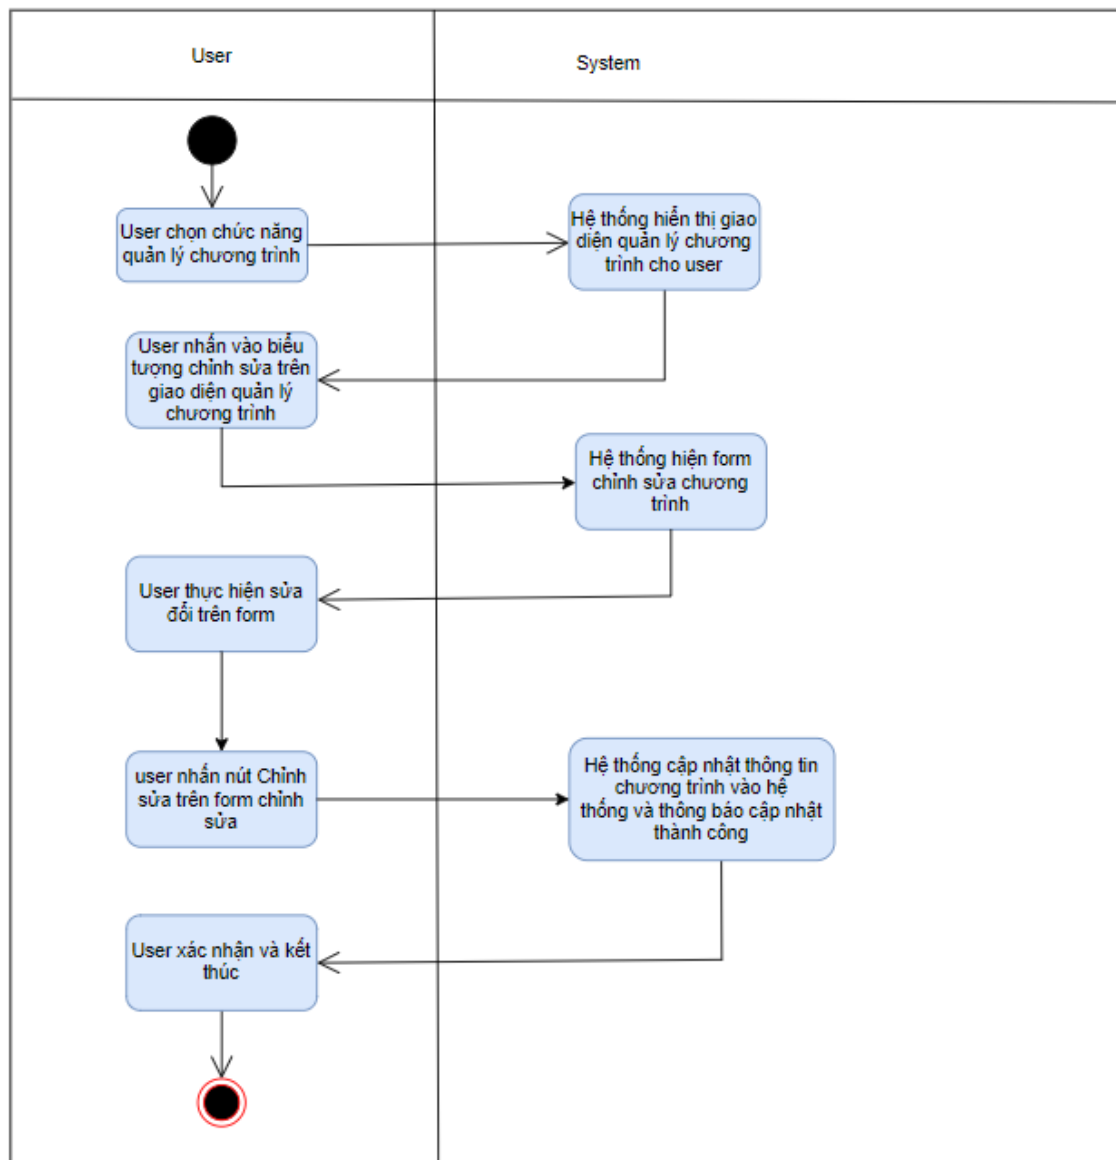 User
System
User chọn chức năng
quản lý chương trình
Hệ thống hiển thị giao
diện quản lý chương
trình cho user
User nhấn vào biểu
tượng chỉnh sửa trên
giao diện quản lý
chương trình
Hệ thống hiện form
chỉnh sửa chương
trình
User thực hiện sửa
đổi trên form
user nhấn nút Chỉnh
sửa trên form chỉnh
sửa
Hệ thống cập nhật thông tin
chương trình vào hệ
thống và thông báo cập nhật
thành công
User xác nhận và kết
thúc